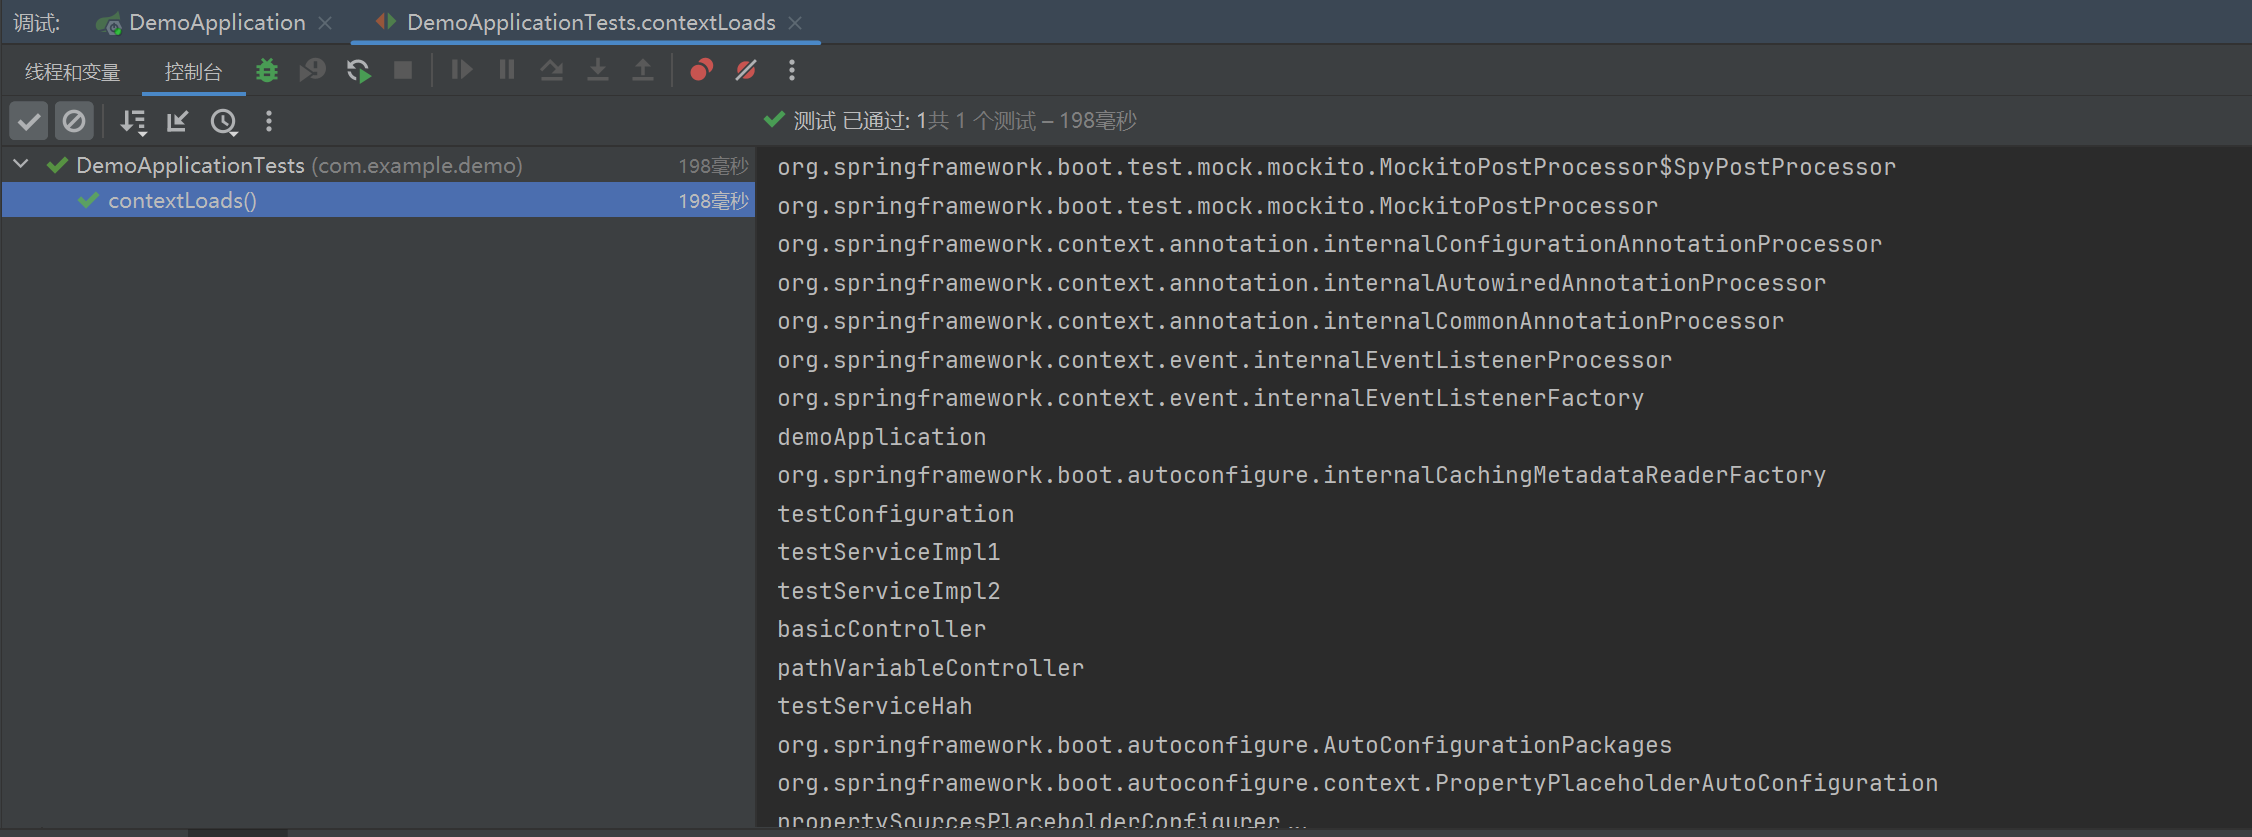 调试: DemoApplication DemoApplicationTests.contextLoads
线程和变量 控制台
测试 已通过: 1共 1 个测试 – 198毫秒
DemoApplicationTests (com.example.demo) 198毫秒
contextLoads() 198毫秒
org.springframework.boot.test.mock.mockito.MockitoPostProcessor$SpyPostProcessor
org.springframework.boot.test.mock.mockito.MockitoPostProcessor
org.springframework.context.annotation.internalConfigurationAnnotationProcessor
org.springframework.context.annotation.internalAutowiredAnnotationProcessor
org.springframework.context.annotation.internalCommonAnnotationProcessor
org.springframework.context.event.internalEventListenerProcessor
org.springframework.context.event.internalEventListenerFactory
demoApplication
org.springframework.boot.autoconfigure.internalCachingMetadataReaderFactory
testConfiguration
testServiceImpl1
testServiceImpl2
basicController
pathVariableController
testServiceHah
org.springframework.boot.autoconfigure.AutoConfigurationPackages
org.springframework.boot.autoconfigure.context.PropertyPlaceholderAutoConfiguration
propertySourcesPlaceholderConfigurer